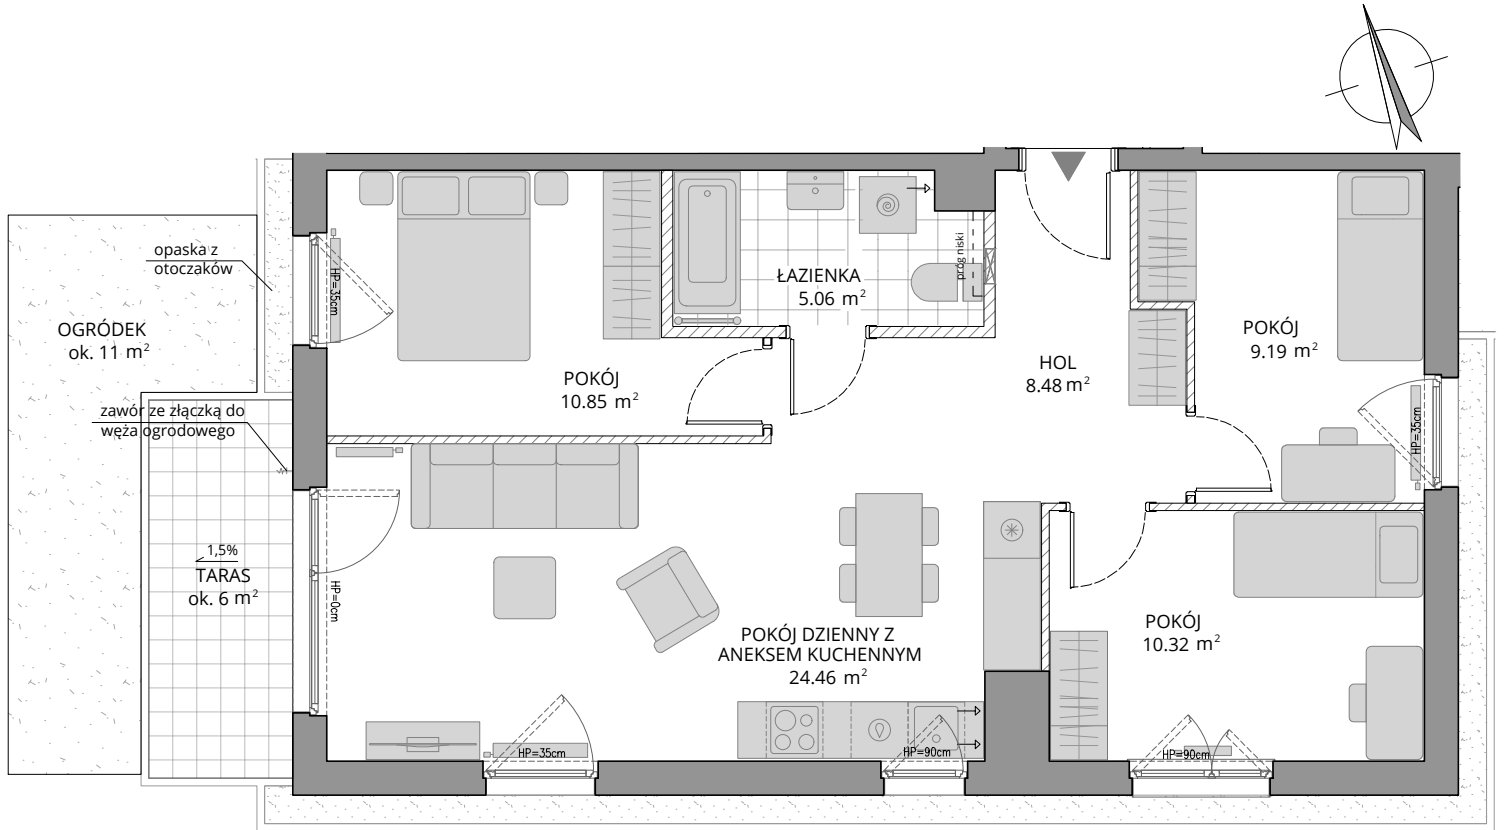 opaska z
otoczaków
OGRÓDEK
ok. 11 m²
zawór ze złączką do
węża ogrodowego
1,5%
TARAS
ok. 6 m²
HP=35cm
POKÓJ
10.85 m²
ŁAZIENKA
5.06 m²
próg niski
HOL
8.48 m²
POKÓJ
9.19 m²
HP=35cm
HP=0cm
POKÓJ DZIENNY Z
ANEKSEM KUCHENNYM
24.46 m²
HP=35cm
HP=90cm
POKÓJ
10.32 m²
HP=90cm